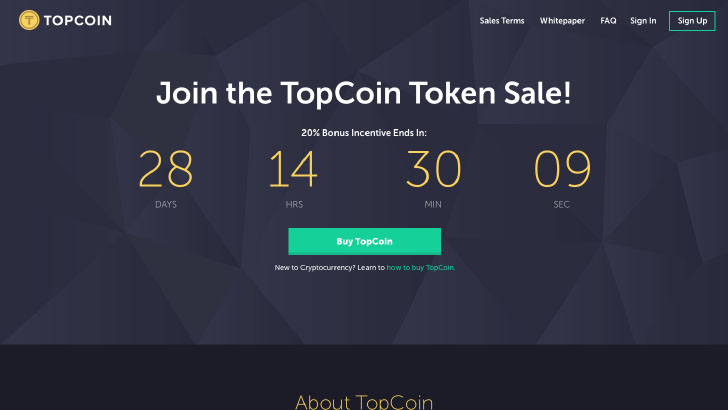 TOPCOIN
Sales Terms Whitepaper FAQ Sign In Sign Up
Join the TopCoin Token Sale!
20% Bonus Incentive Ends In:
28 14 30 09
DAYS HRS MIN SEC
Buy TopCoin
New to Cryptocurrency? Learn to how to buy TopCoin.
About TopCoin